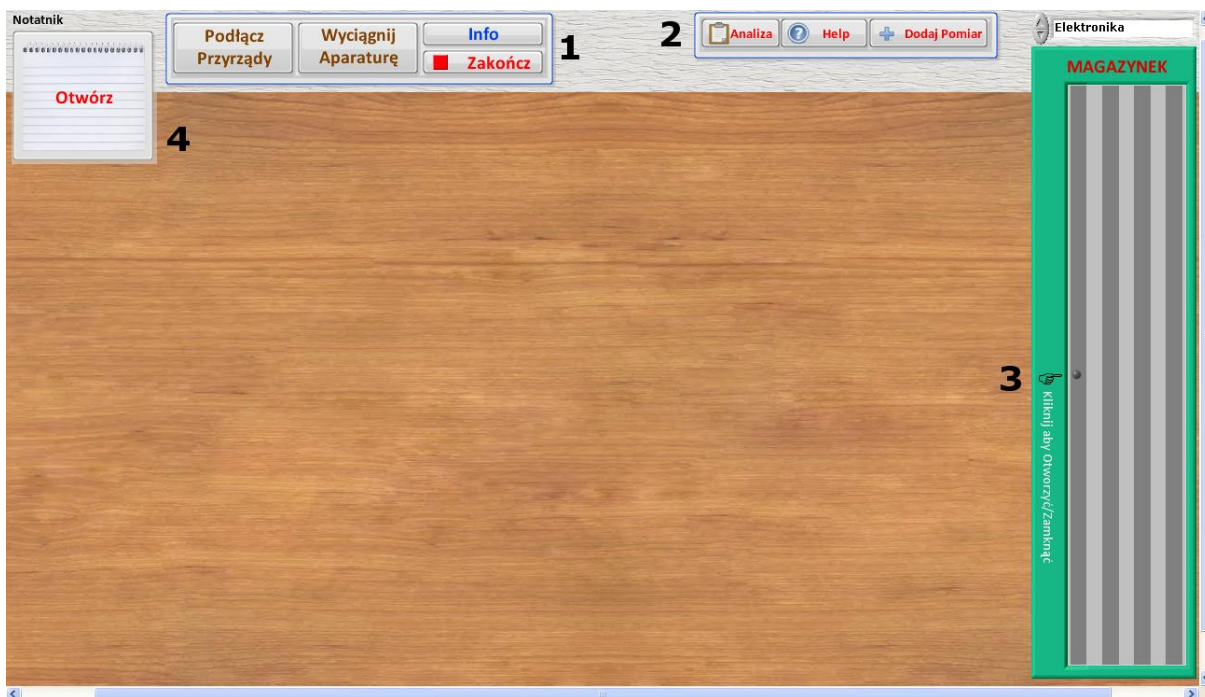 Notatnik
Otwórz
4
Podłącz
Przyrządy
Wyciągnij
Aparaturę
Info
Zakończ
1
2
Analiza
Help
Dodaj Pomiar
Elektronika
MAGAZYNEK
3
Kliknij aby Otworzyć/Zamknąć